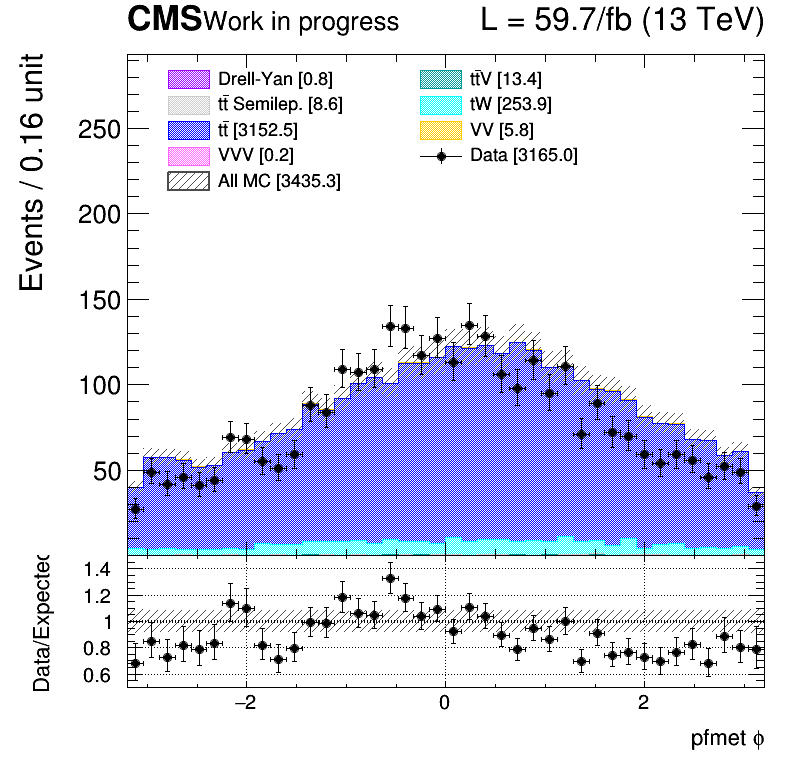 CMS Work in progress L = 59.7/fb (13 TeV)
Events / 0.16 unit
Drell-Yan [0.8]
tt̄ Semilep. [8.6]
tt̄ [3152.5]
VVV [0.2]
All MC [3435.3]
tt̄V [13.4]
tW [253.9]
VV [5.8]
Data [3165.0]
250
200
150
100
50
Data/Expected
1.4
1.2
1
0.8
0.6
−2 0 2
pfmet ϕ